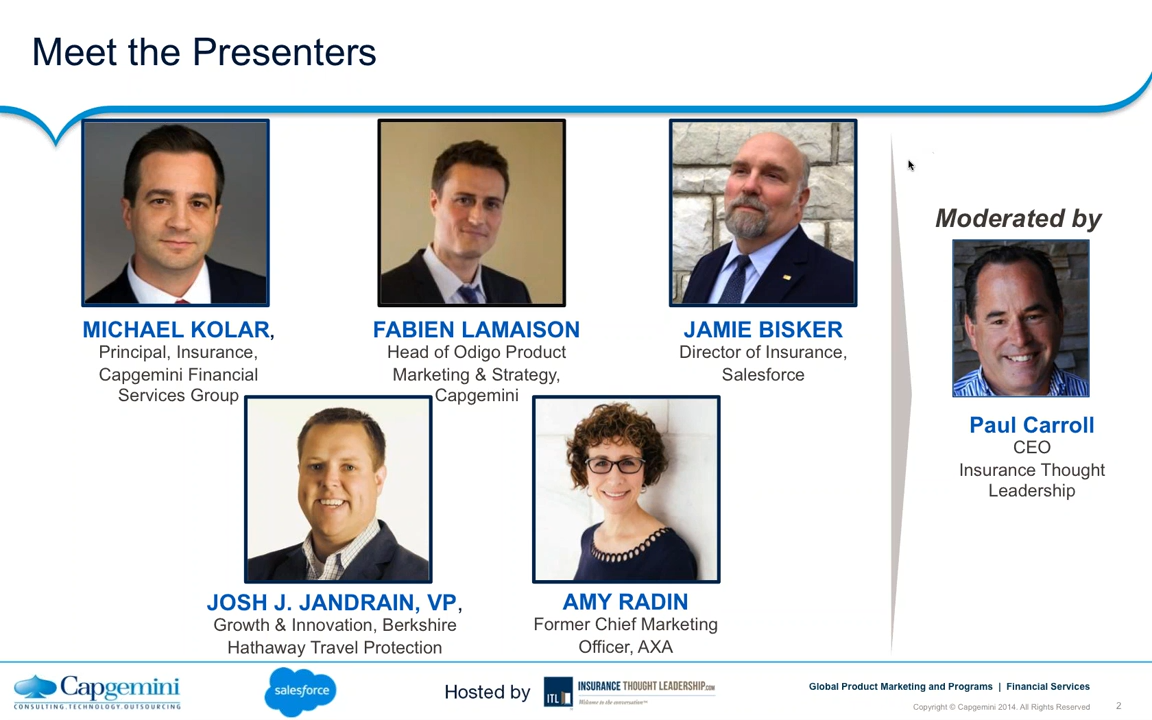 Meet the Presenters
MICHAEL KOLAR,
Principal, Insurance,
Capgemini Financial
Services Group
FABIEN LAMAISON
Head of Odigo Product
Marketing & Strategy,
Capgemini
JAMIE BISKER
Director of Insurance,
Salesforce
JOSH J. JANDRAIN, VP,
Growth & Innovation, Berkshire
Hathaway Travel Protection
AMY RADIN
Former Chief Marketing
Officer, AXA
Moderated by
Paul Carroll
CEO
Insurance Thought
Leadership
Capgemini
CONSULTING.TECHNOLOGY.OUTSOURCING
salesforce
Hosted by
ITL
INSURANCE THOUGHT LEADERSHIP.COM
Welcome to the conversation™
Global Product Marketing and Programs | Financial Services
Copyright © Capgemini 2014. All Rights Reserved
2